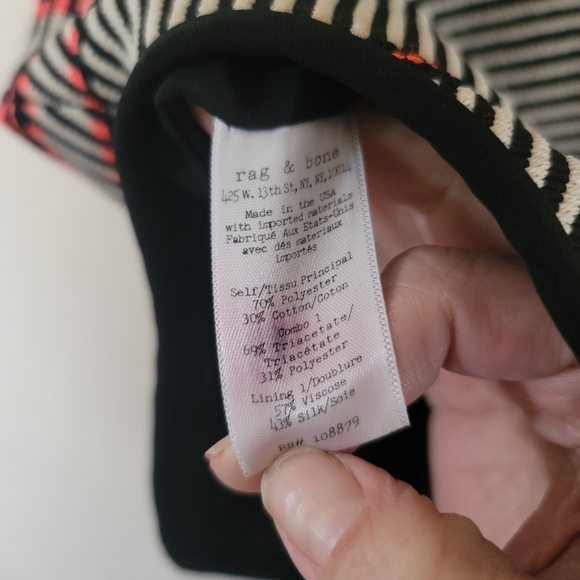 rag & bone
425 W. 13th St, NY, NY, 10014
Made in the USA
with imported materials
Fabriqué Aux Etats-Unis
avec dés materiaux
importés
Self/Tissu Principal
70% Polyester
30% Cotton/Coton
Combo 1
69% Triacetate/
Triacétate
31% Polyester
Lining 1/Doublure
57% Viscose
43% Silk/Soie
RN# 108879